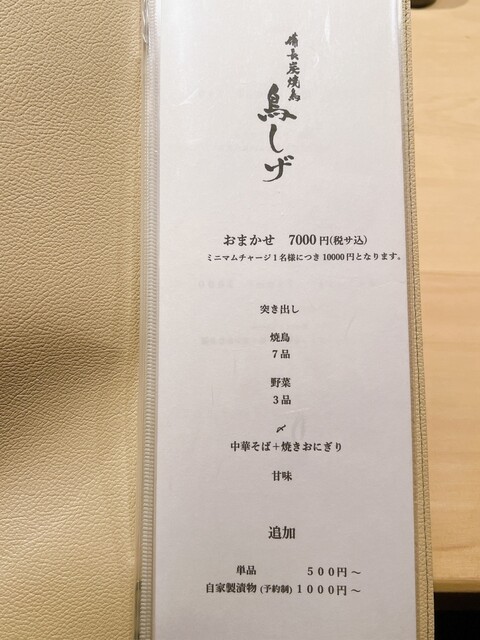 備長炭焼鳥
鳥しげ
おまかせ 7000円(税サ込)
ミニマムチャージ1名様につき10000円となります。
突き出し
焼鳥
7品
野菜
3品
〆
中華そば+焼きおにぎり
甘味
追加
単品 500円〜
自家製漬物(予約制) 1000円〜